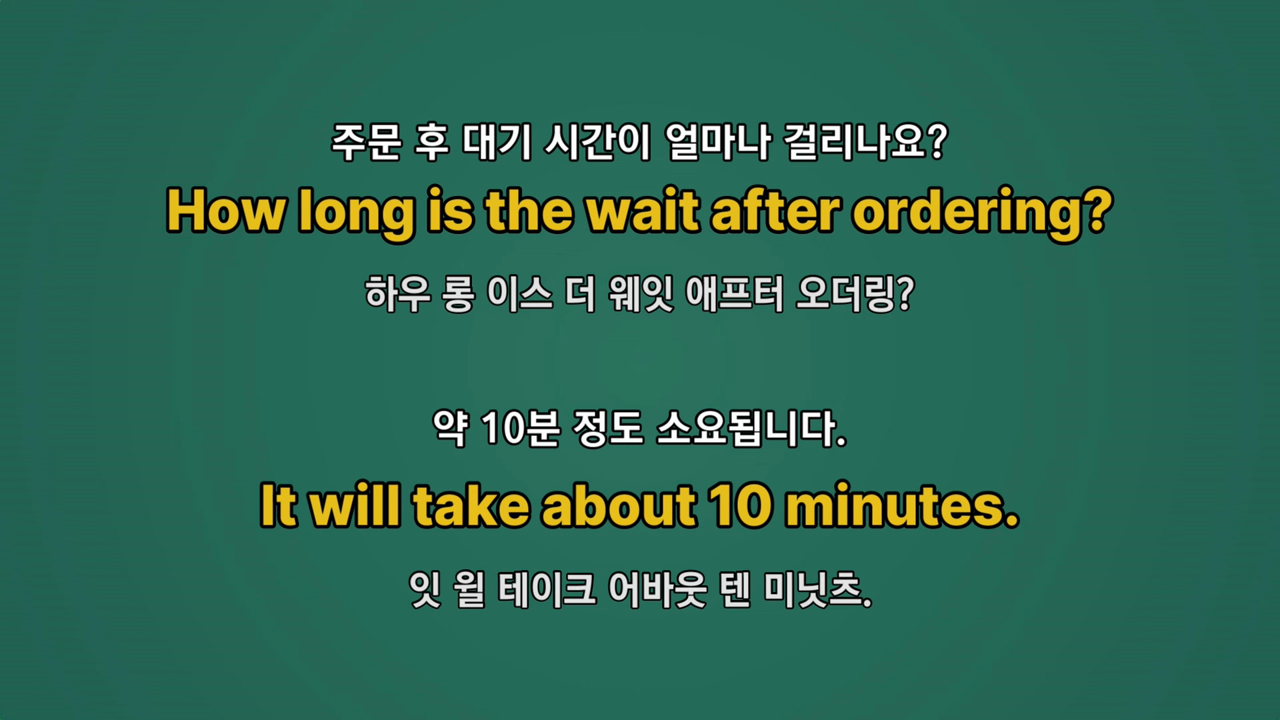 주문 후 대기 시간이 얼마나 걸리나요?
How long is the wait after ordering?
하우 롱 이스 더 웨잇 애프터 오더링?
약 10분 정도 소요됩니다.
It will take about 10 minutes.
잇 윌 테이크 어바웃 텐 미닛츠.